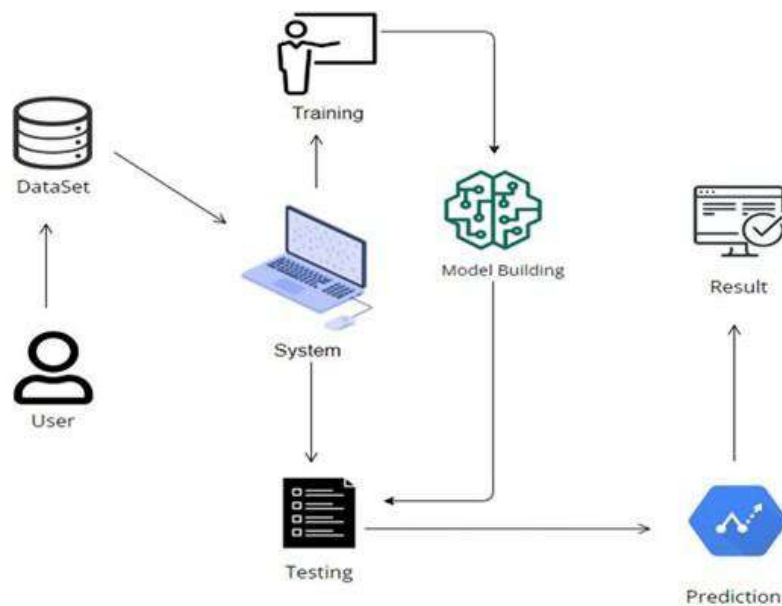 Training
DataSet
Model Building
Result
System
User
Testing
Prediction